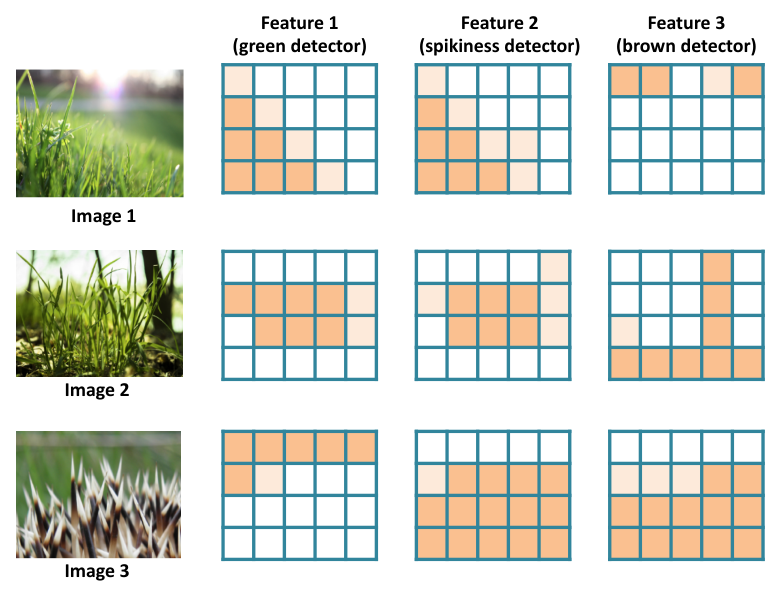 Feature 1
(green detector)
Feature 2
(spikiness detector)
Feature 3
(brown detector)
Image 1
Image 2
Image 3